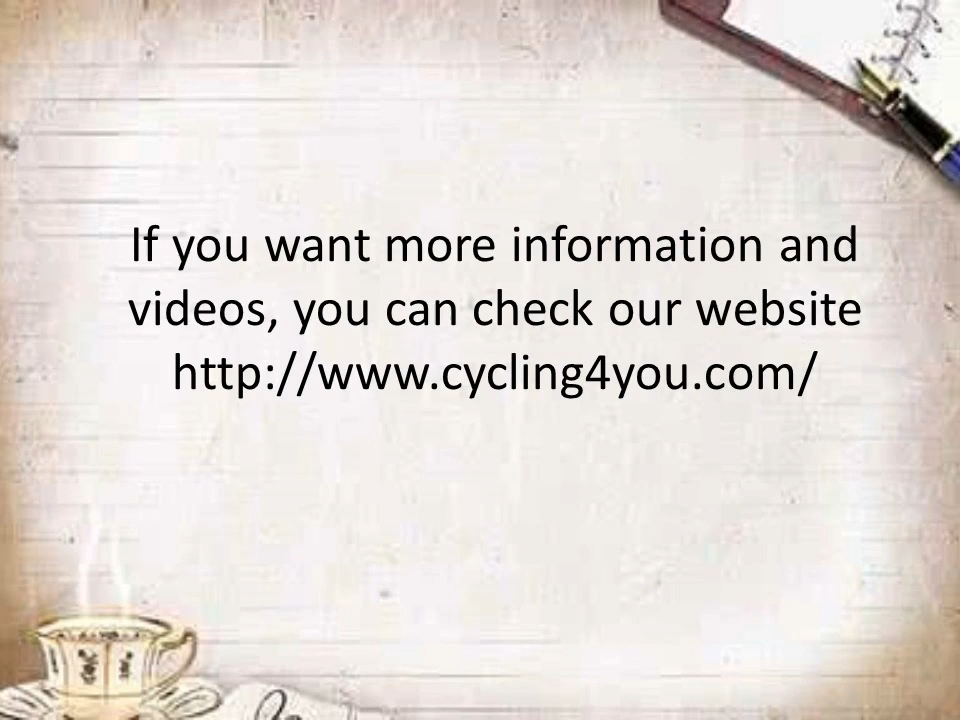 If you want more information and
videos, you can check our website
http://www.cycling4you.com/